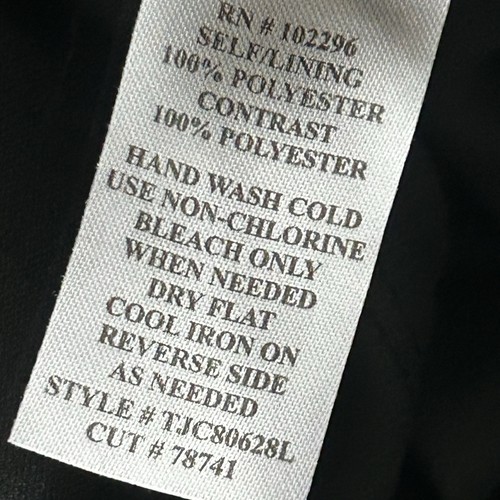 RN # 102296
SELF/LINING
100% POLYESTER
CONTRAST
100% POLYESTER
HAND WASH COLD
USE NON-CHLORINE
BLEACH ONLY
WHEN NEEDED
DRY FLAT
COOL IRON ON
REVERSE SIDE
AS NEEDED
STYLE # TJC80628L
CUT # 78741